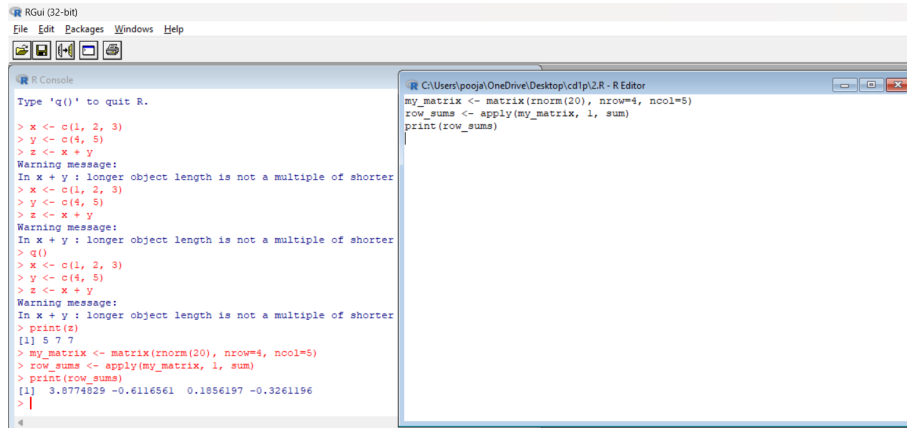 RGui (32-bit)
File Edit Packages Windows Help
R Console
Type 'q()' to quit R.
> x <- c(1, 2, 3)
> y <- c(4, 5)
> z <- x + y
Warning message:
In x + y : longer object length is not a multiple of shorter
> x <- c(1, 2, 3)
> y <- c(4, 5)
> z <- x + y
Warning message:
In x + y : longer object length is not a multiple of shorter
> q()
> x <- c(1, 2, 3)
> y <- c(4, 5)
> z <- x + y
Warning message:
In x + y : longer object length is not a multiple of shorter
> print(z)
[1] 5 7 7
> my_matrix <- matrix(rnorm(20), nrow=4, ncol=5)
> row_sums <- apply(my_matrix, 1, sum)
> print(row_sums)
[1]  3.8774829 -0.6116561  0.1856197 -0.3261196
>
C:\Users\pooja\OneDrive\Desktop\cd1p\2.R - R Editor
my_matrix <- matrix(rnorm(20), nrow=4, ncol=5)
row_sums <- apply(my_matrix, 1, sum)
print(row_sums)